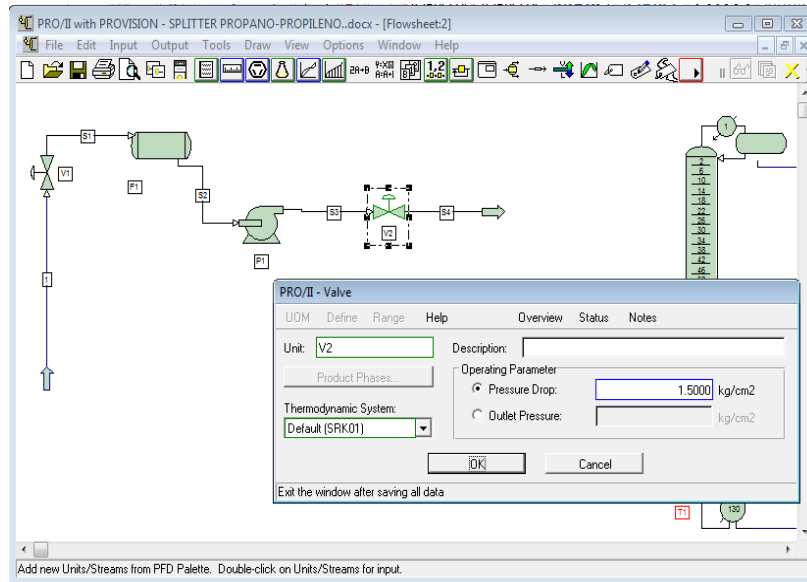 PRO/II with PROVISION - SPLITTER PROPANO-PROPILENO..docx - [Flowsheet:2]
File Edit Input Output Tools Draw View Options Window Help
2A→B
1,2
S1
V1
F1
S2
S3
S4
V2
P1
1
1
2
6
10
14
18
22
26
30
34
38
42
46
PRO/II - Valve
UOM Define Range Help Overview Status Notes
Unit: V2 Description:
Product Phases...
Operating Parameter
Pressure Drop: 1.5000 kg/cm2
Thermodynamic System:
Default (SRK01)
Outlet Pressure: kg/cm2
OK Cancel
Exit the window after saving all data
T1 130
Add new Units/Streams from PFD Palette. Double-click on Units/Streams for input.